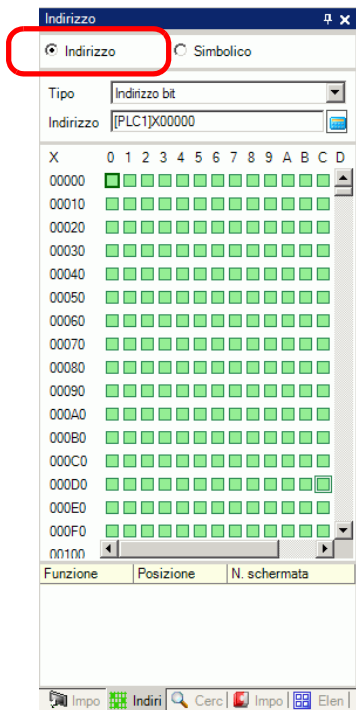 Indirizzo
Indirizzo Simbolico
Tipo Indirizzo bit
Indirizzo [PLC1]X00000
X 0 1 2 3 4 5 6 7 8 9 A B C D
00000
00010
00020
00030
00040
00050
00060
00070
00080
00090
000A0
000B0
000C0
000D0
000E0
000F0
00100
Funzione Posizione N. schermata
Impo Indiri Cerc Impo Elen